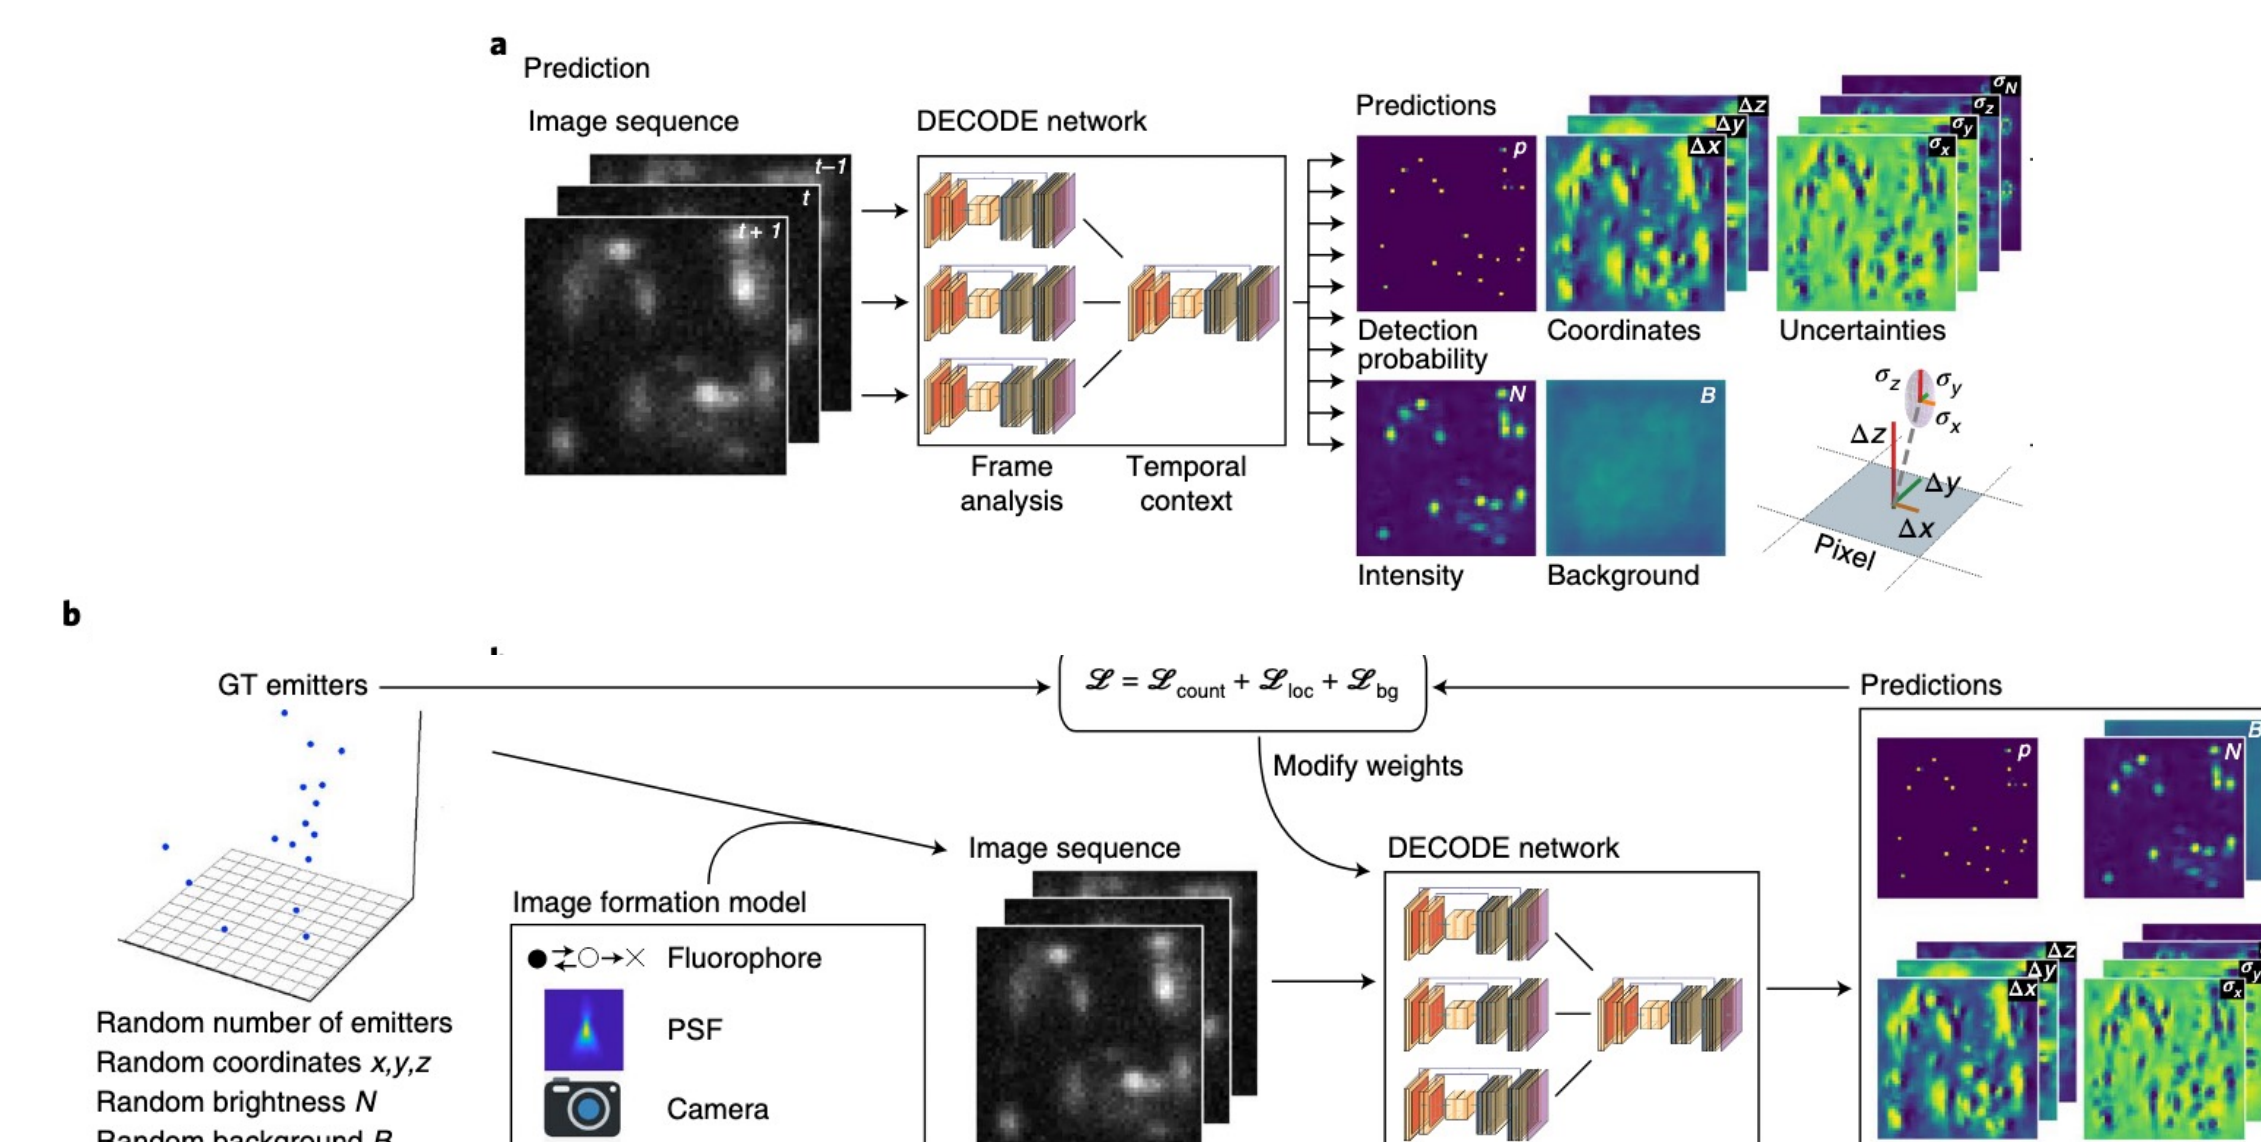 a
Prediction
Image sequence
t–1
t
t + 1
DECODE network
Frame
analysis
Temporal
context
Predictions
p
Detection
probability
Δz
Δy
Δx
Coordinates
σN
σz
σy
σx
Uncertainties
N
Intensity
B
Background
σz
σy
σx
Δz
Δy
Δx
Pixel
b
GT emitters
ℒ = ℒcount + ℒloc + ℒbg
Predictions
Modify weights
Image sequence
DECODE network
Image formation model
Fluorophore
PSF
Camera
Random number of emitters
Random coordinates x,y,z
Random brightness N
Random background B
p
B
N
Δz
Δy
Δx
σy
σx